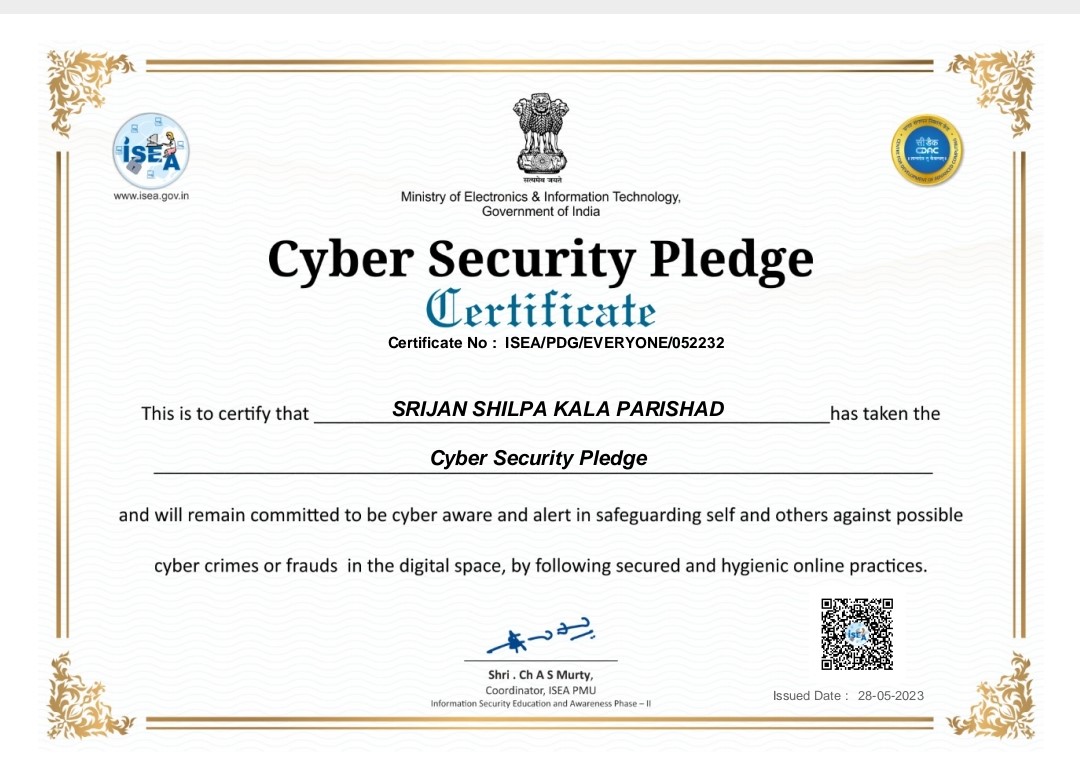 ISEA
www.isea.gov.in
सत्यमेव जयते
सी डैक
CDAC
Ministry of Electronics & Information Technology,
Government of India
Cyber Security Pledge
Certificate
Certificate No : ISEA/PDG/EVERYONE/052232
This is to certify that SRIJAN SHILPA KALA PARISHAD has taken the
Cyber Security Pledge
and will remain committed to be cyber aware and alert in safeguarding self and others against possible
cyber crimes or frauds in the digital space, by following secured and hygienic online practices.
ISEA
Shri . Ch A S Murty,
Coordinator, ISEA PMU
Information Security Education and Awareness Phase – II
Issued Date : 28-05-2023